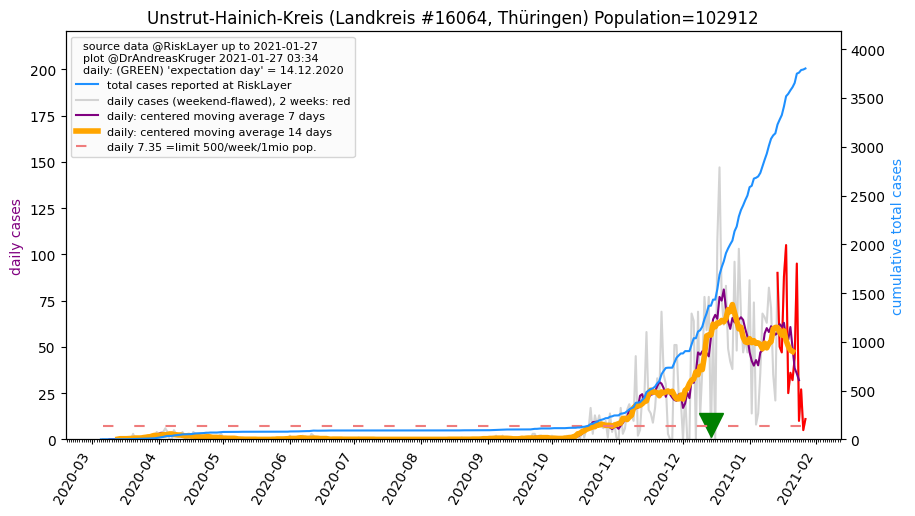 Unstrut-Hainich-Kreis (Landkreis #16064, Thüringen) Population=102912
source data @RiskLayer up to 2021-01-27
plot @DrAndreasKruger 2021-01-27 03:34
daily: (GREEN) 'expectation day' = 14.12.2020
total cases reported at RiskLayer
daily cases (weekend-flawed), 2 weeks: red
daily: centered moving average 7 days
daily: centered moving average 14 days
daily 7.35 =limit 500/week/1mio pop.
daily cases
200
175
150
125
100
75
50
25
0
4000
3500
3000
2500
2000
1500
1000
500
0
cumulative total cases
2020-03
2020-04
2020-05
2020-06
2020-07
2020-08
2020-09
2020-10
2020-11
2020-12
2021-01
2021-02